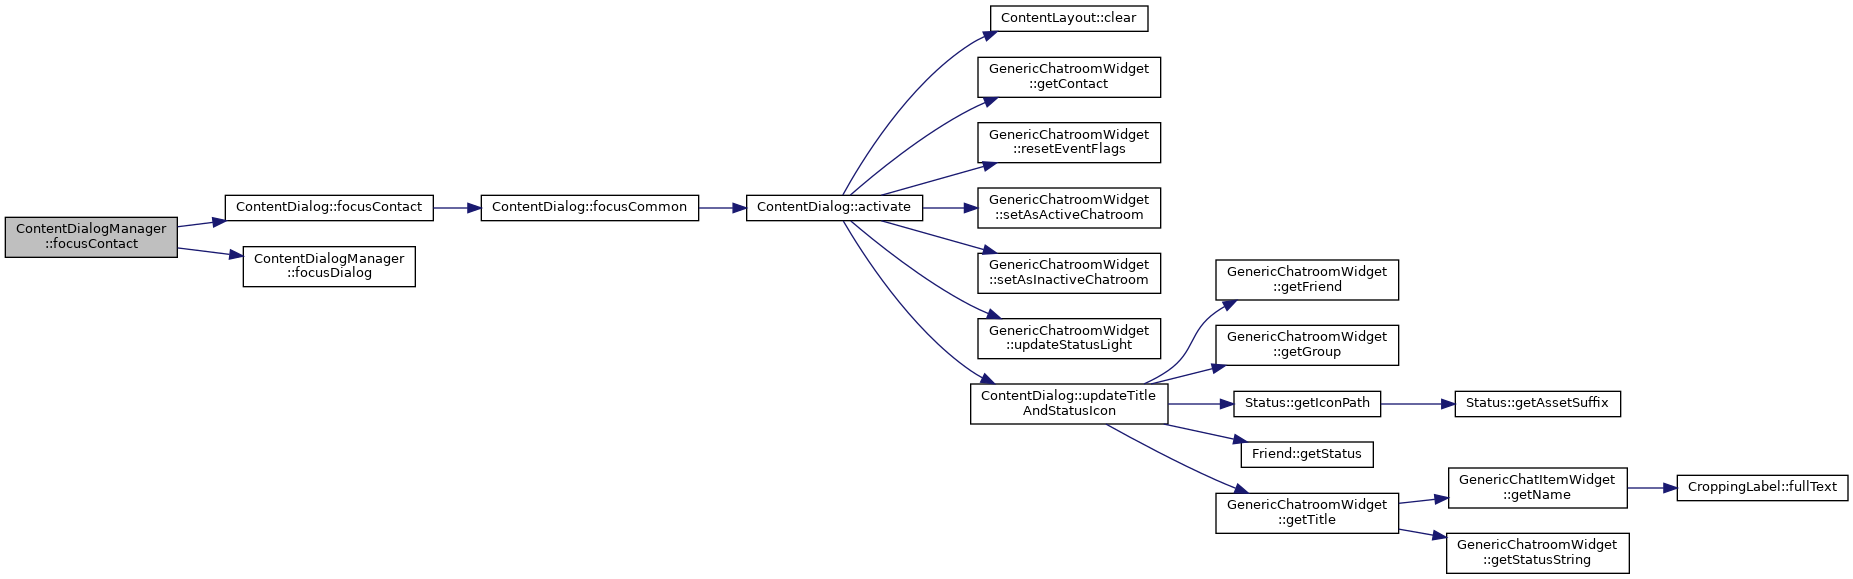 ContentDialogManager
::focusContact
ContentDialog::focusContact
ContentDialogManager
::focusDialog
ContentDialog::focusCommon
ContentDialog::activate
ContentLayout::clear
GenericChatroomWidget
::getContact
GenericChatroomWidget
::resetEventFlags
GenericChatroomWidget
::setAsActiveChatroom
GenericChatroomWidget
::setAsInactiveChatroom
GenericChatroomWidget
::updateStatusLight
ContentDialog::updateTitle
AndStatusIcon
GenericChatroomWidget
::getFriend
GenericChatroomWidget
::getGroup
Status::getIconPath
Status::getAssetSuffix
Friend::getStatus
GenericChatroomWidget
::getTitle
GenericChatItemWidget
::getName
CroppingLabel::fullText
GenericChatroomWidget
::getStatusString